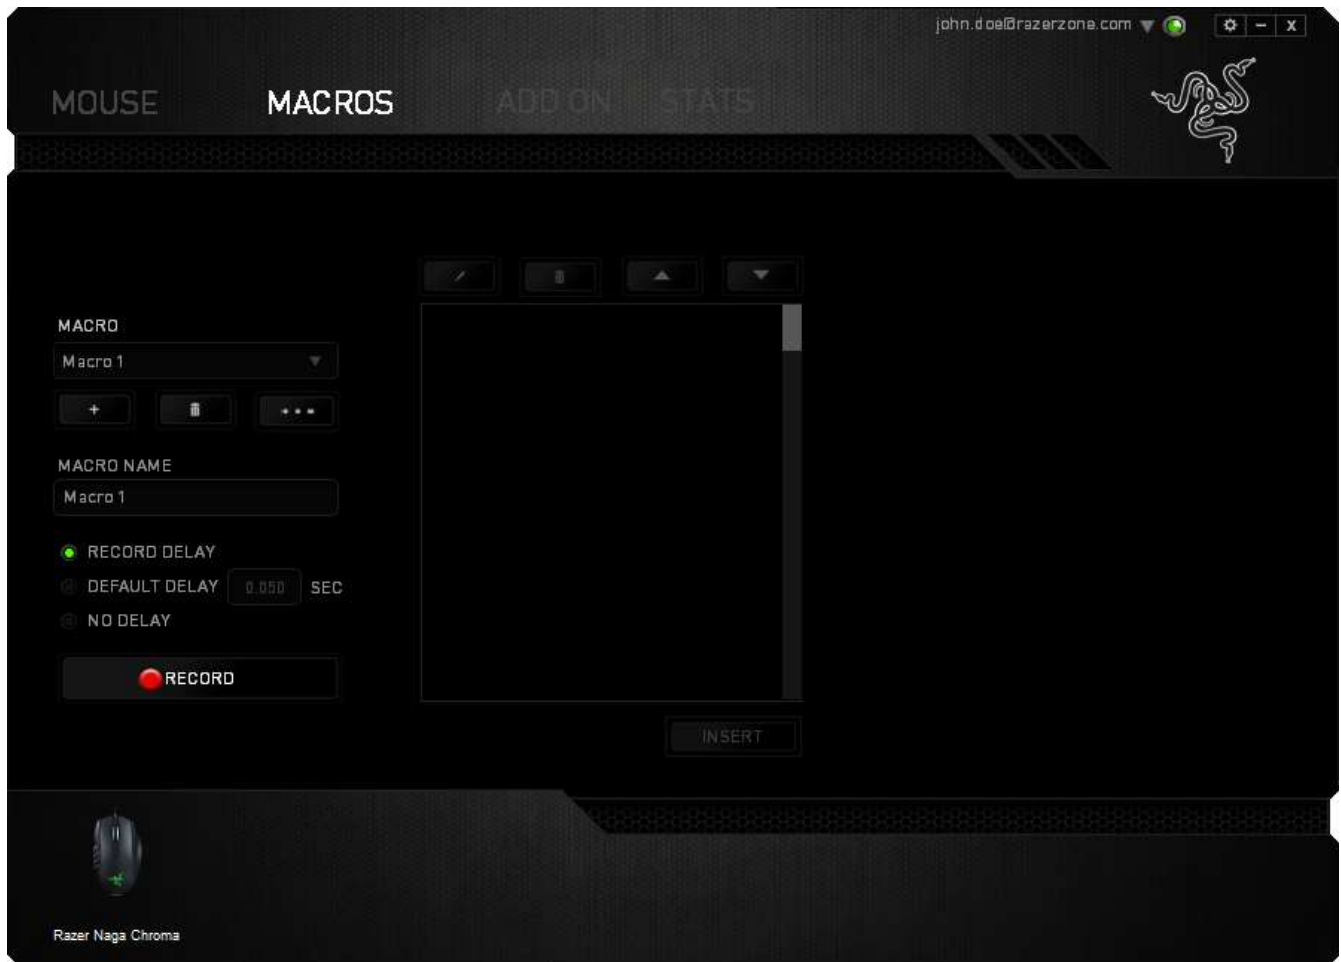 john.doe@razerzone.com
MOUSE MACROS ADD ON STATS
MACRO
Macro 1
MACRO NAME
Macro 1
RECORD DELAY
DEFAULT DELAY 0.050 SEC
NO DELAY
RECORD
INSERT
Razer Naga Chroma